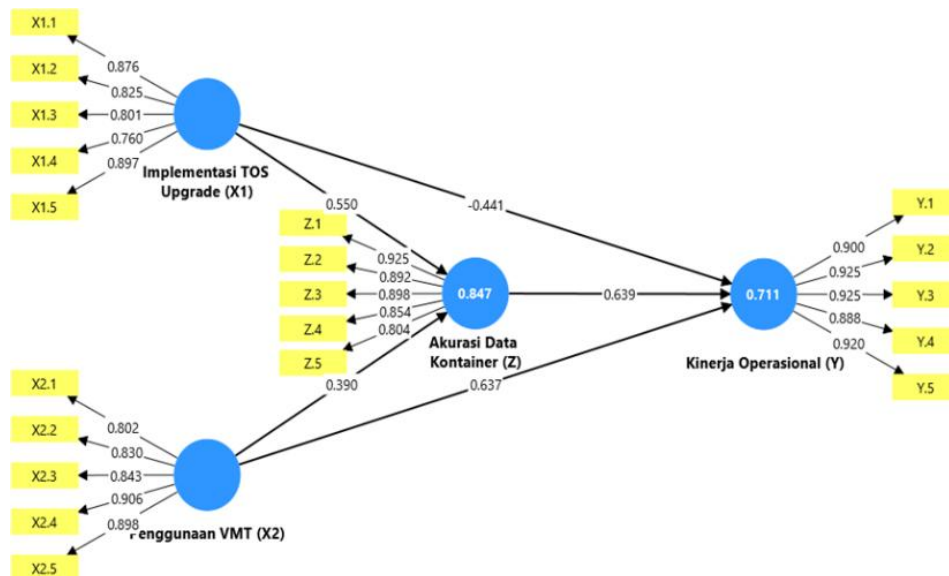 X1.1
0.876
X1.2
0.825
X1.3
0.801
X1.4
0.760
X1.5
0.897
Implementasi TOS
Upgrade (X1)
0.550
-0.441
Z.1
0.925
Z.2
0.892
Z.3
0.898
Z.4
0.854
Z.5
0.804
0.847
Akurasi Data
Kontainer (Z)
0.639
0.711
Kinerja Operasional (Y)
Y.1
0.900
Y.2
0.925
Y.3
0.925
Y.4
0.888
Y.5
0.920
0.390
0.637
X2.1
0.802
X2.2
0.830
X2.3
0.843
X2.4
0.906
X2.5
0.898
Penggunaan VMT (X2)